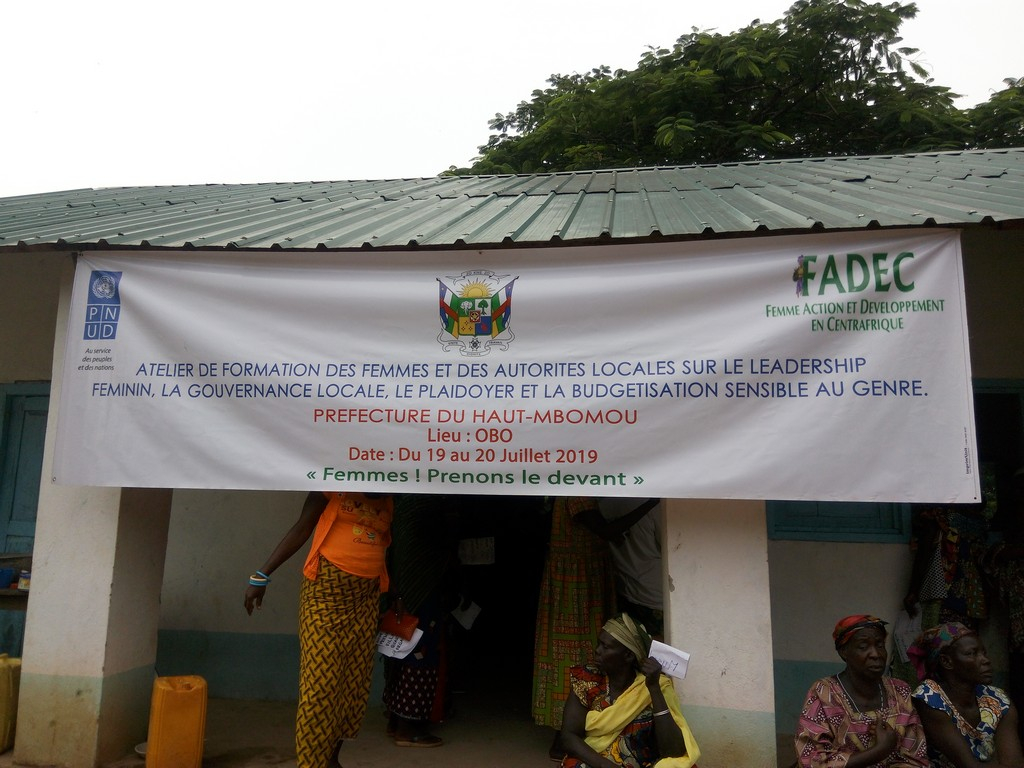 PN
UD
Au service
des peuples
et des nations
FADEC
FEMME ACTION ET DEVELOPPEMENT
EN CENTRAFRIQUE
ATELIER DE FORMATION DES FEMMES ET DES AUTORITES LOCALES SUR LE LEADERSHIP
FEMININ, LA GOUVERNANCE LOCALE, LE PLAIDOYER ET LA BUDGETISATION SENSIBLE AU GENRE.
PREFECTURE DU HAUT-MBOMOU
Lieu : OBO
Date : Du 19 au 20 Juillet 2019
« Femmes ! Prenons le devant »